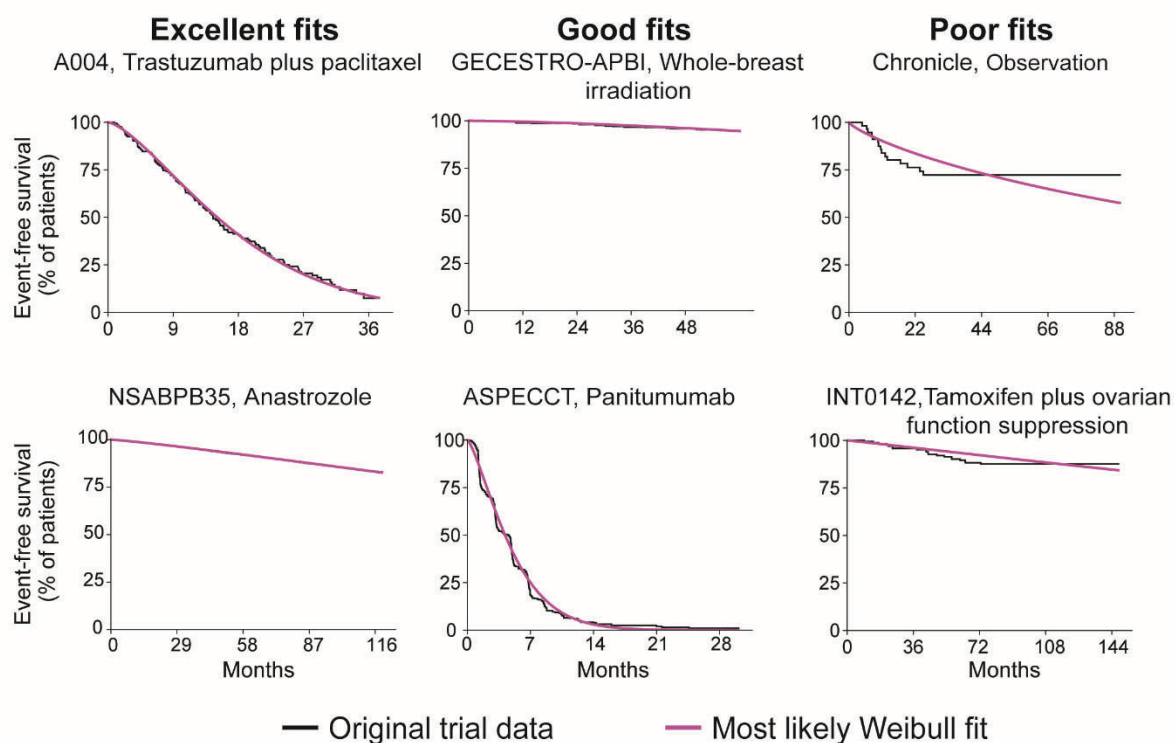 Excellent fits
Good fits
Poor fits
A004, Trastuzumab plus paclitaxel
GECESTRO-APBI, Whole-breast
irradiation
Chronicle, Observation
Event-free survival
(% of patients)
100
75
50
25
0
0 9 18 27 36
100
75
50
25
0
0 12 24 36 48
100
75
50
25
0
0 22 44 66 88
NSABPB35, Anastrozole
ASPECCT, Panitumumab
INT0142,Tamoxifen plus ovarian
function suppression
Event-free survival
(% of patients)
100
75
50
25
0
0 29 58 87 116
Months
100
75
50
25
0
0 7 14 21 28
Months
100
75
50
25
0
0 36 72 108 144
Months
Original trial data
Most likely Weibull fit